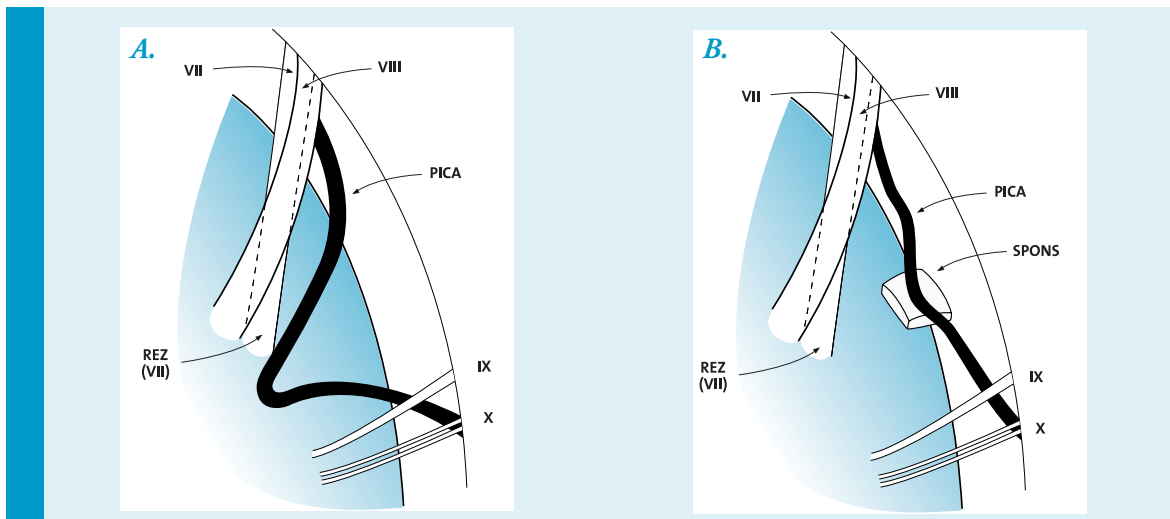 A.
VII
VIII
PICA
REZ
(VII)
IX
X
B.
VII
VIII
PICA
SPONS
REZ
(VII)
IX
X